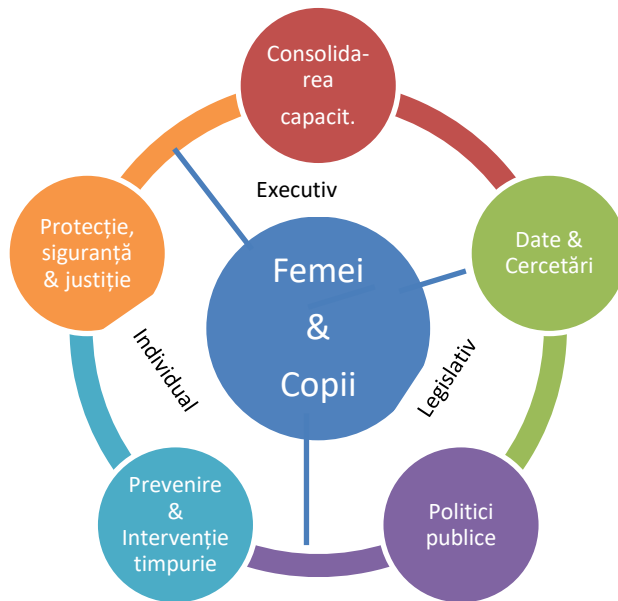 Consolida-
rea
capacit.
Executiv
Protecție,
siguranță
& justiție
Date &
Cercetări
Femei
&
Copii
Individual
Legislativ
Prevenire
&
Intervenție
timpurie
Politici
publice